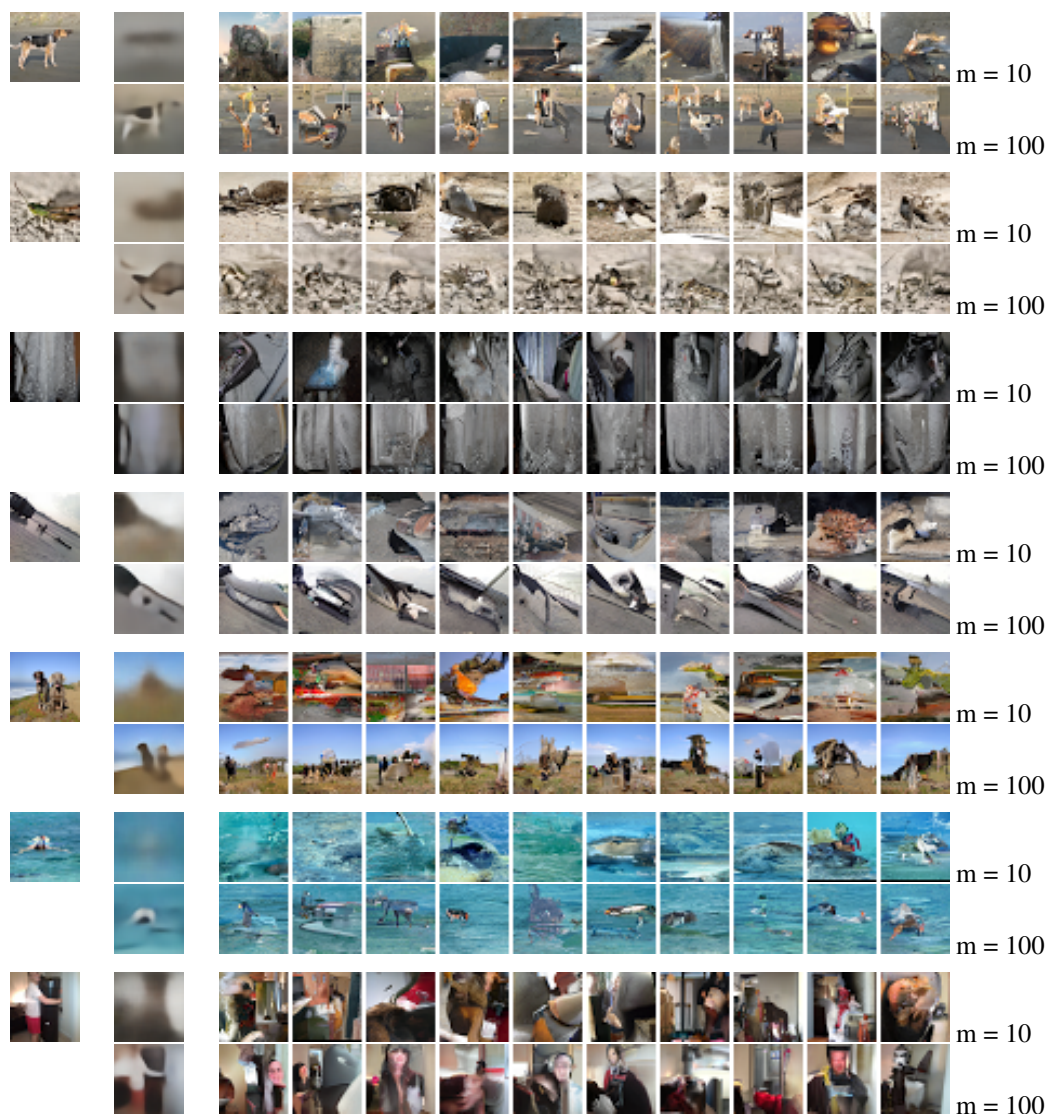 m = 10
m = 100
m = 10
m = 100
m = 10
m = 100
m = 10
m = 100
m = 10
m = 100
m = 10
m = 100
m = 10
m = 100